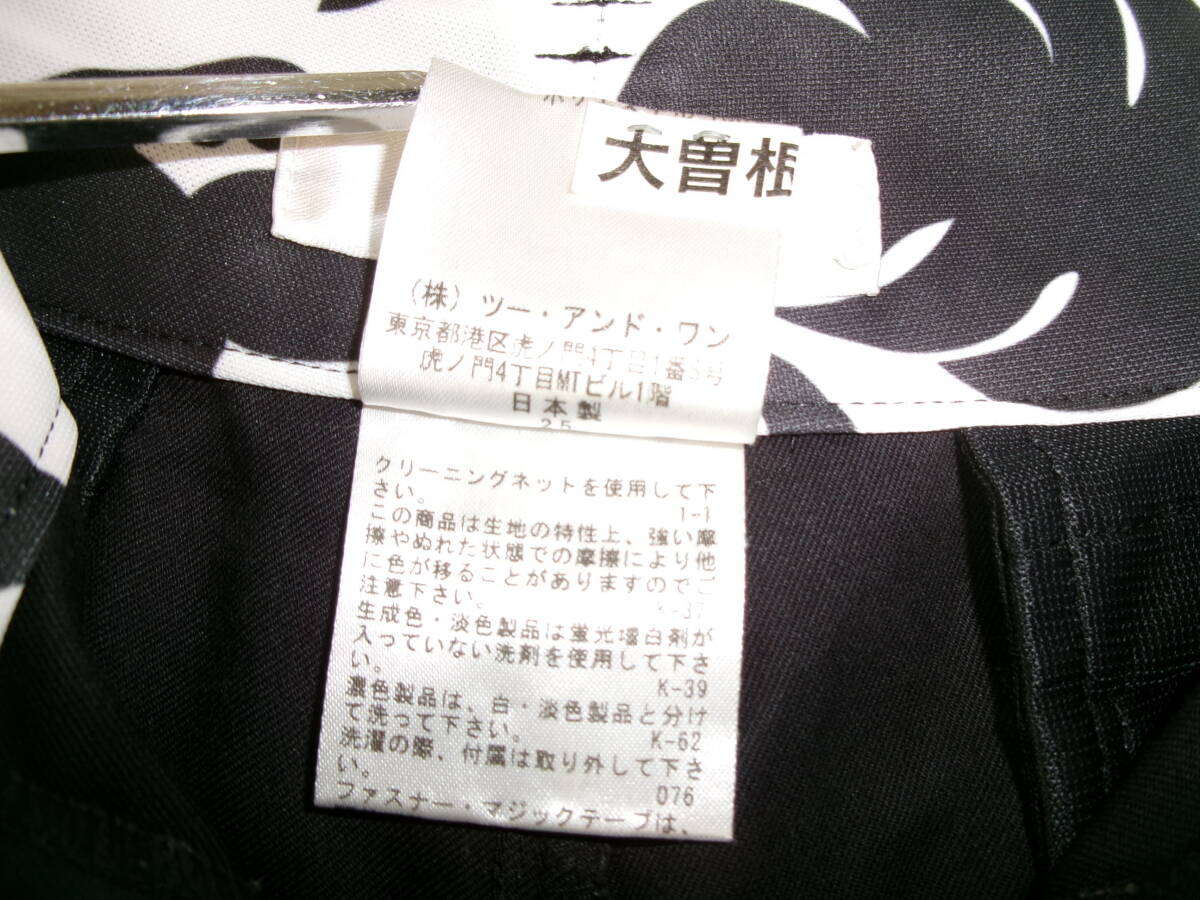 大曽根
(株) ツー・アンド・ワン
東京都港区虎ノ門4丁目1番8号
虎ノ門4丁目MTビル1階
日本製
25
クリーニングネットを使用して下
さい。
1-1
この商品は生地の特性上、強い摩
擦やぬれた状態での摩擦により他
に色が移ることがありますのでご
注意下さい。
K-37
生成色・淡色製品は蛍光増白剤が
入っていない洗剤を使用して下さ
い。
K-39
濃色製品は、白・淡色製品と分け
て洗って下さい。
K-62
洗濯の際、付属は取り外して下さ
い。
076
ファスナー・マジックテープは、